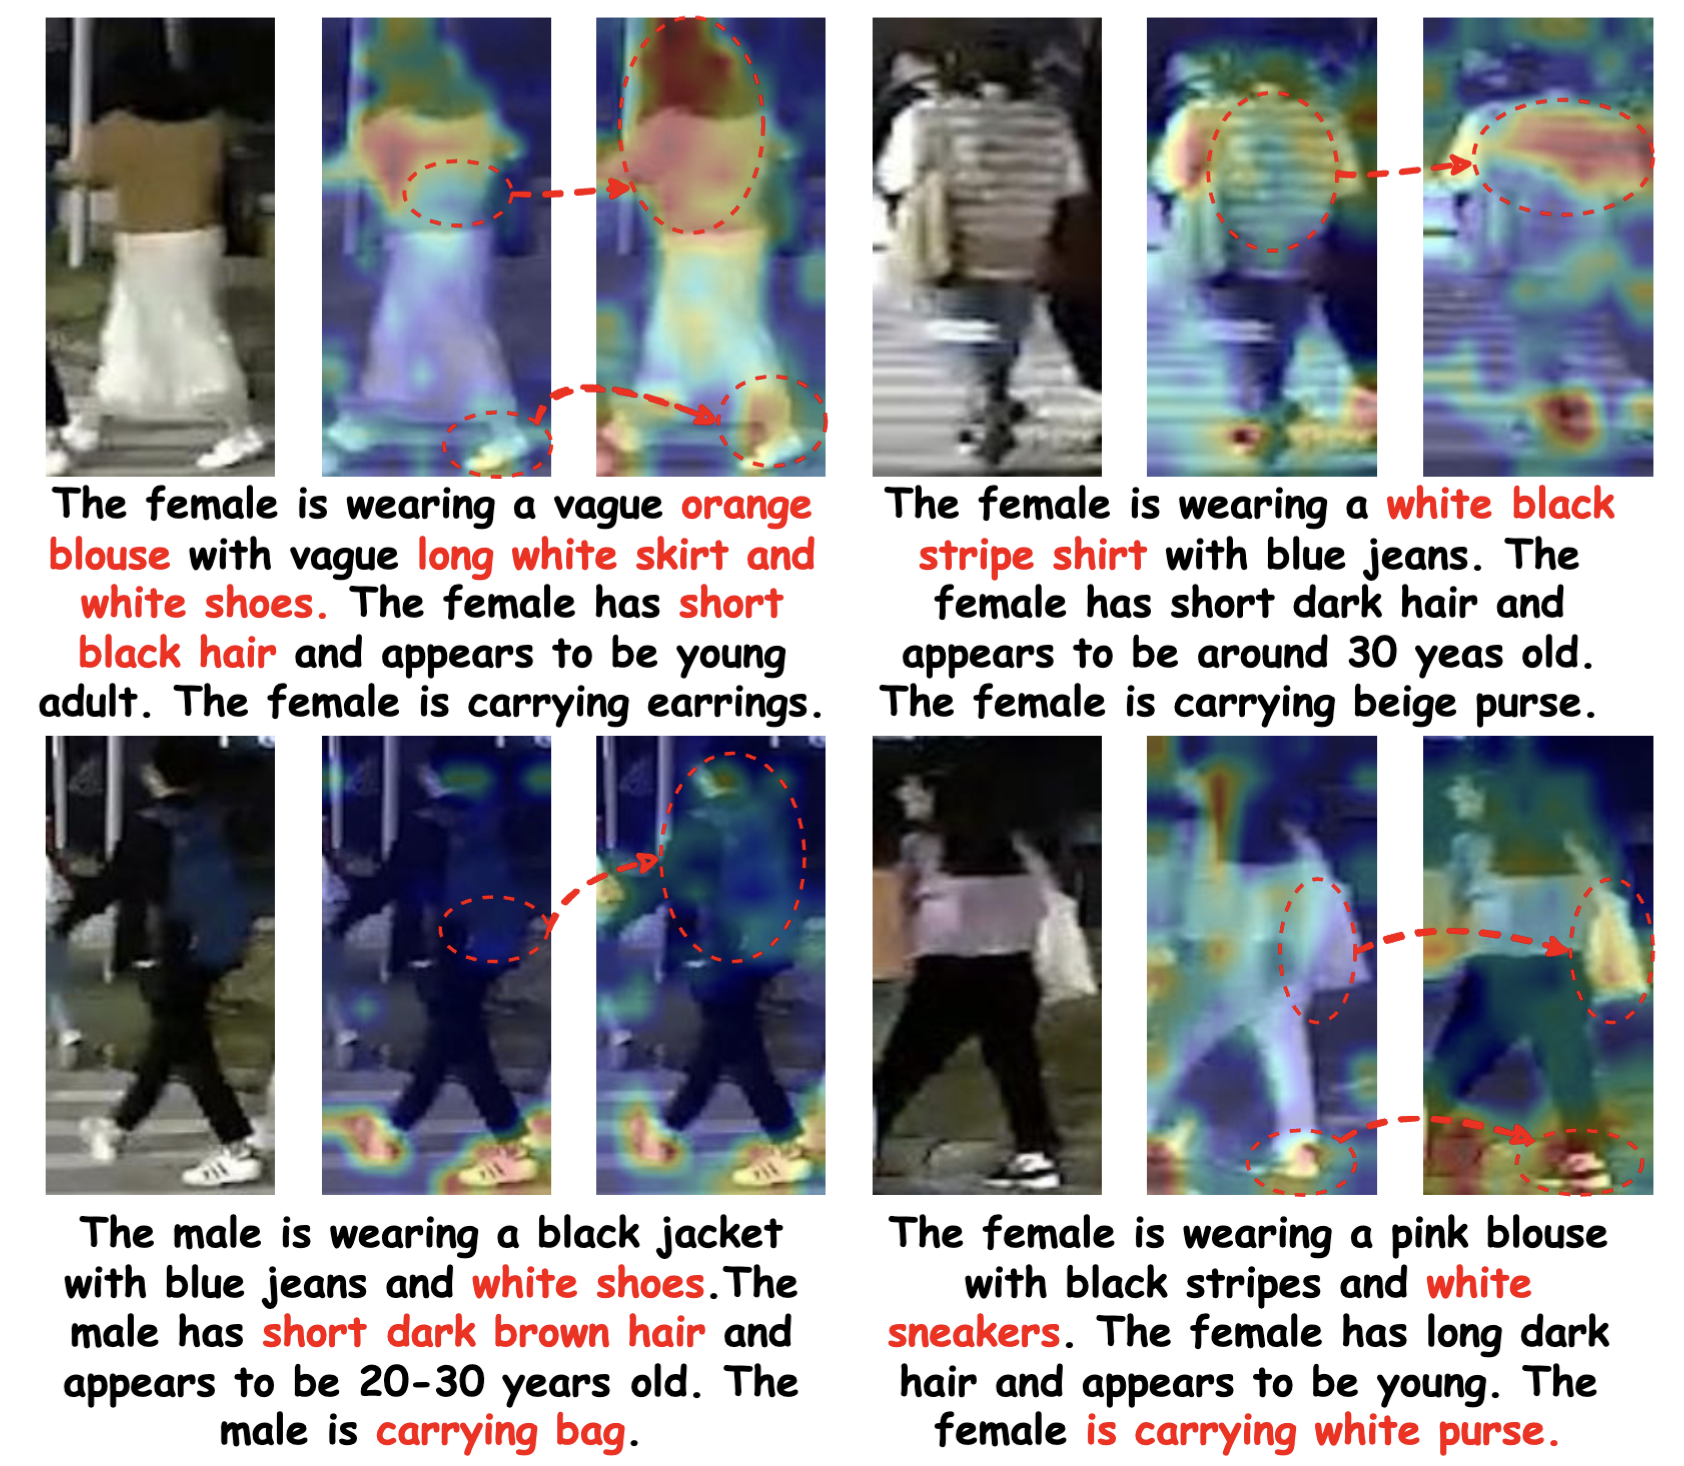 The female is wearing a vague orange
blouse with vague long white skirt and
white shoes. The female has short
black hair and appears to be young
adult. The female is carrying earrings.
The female is wearing a white black
stripe shirt with blue jeans. The
female has short dark hair and
appears to be around 30 yeas old.
The female is carrying beige purse.
The male is wearing a black jacket
with blue jeans and white shoes.The
male has short dark brown hair and
appears to be 20-30 years old. The
male is carrying bag.
The female is wearing a pink blouse
with black stripes and white
sneakers. The female has long dark
hair and appears to be young. The
female is carrying white purse.